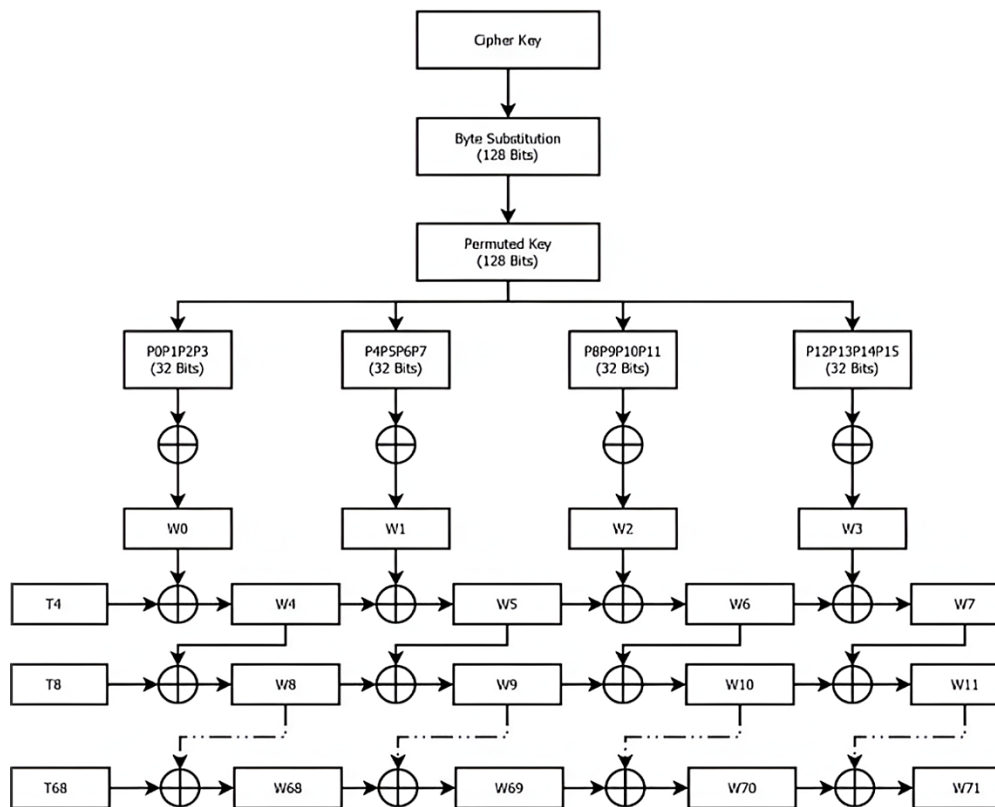 Cipher Key
Byte Substitution
(128 Bits)
Permuted Key
(128 Bits)
P0P1P2P3
(32 Bits)
P4P5P6P7
(32 Bits)
P8P9P10P11
(32 Bits)
P12P13P14P15
(32 Bits)
W0
W1
W2
W3
T4
W4
W5
W6
W7
T8
W8
W9
W10
W11
T68
W68
W69
W70
W71